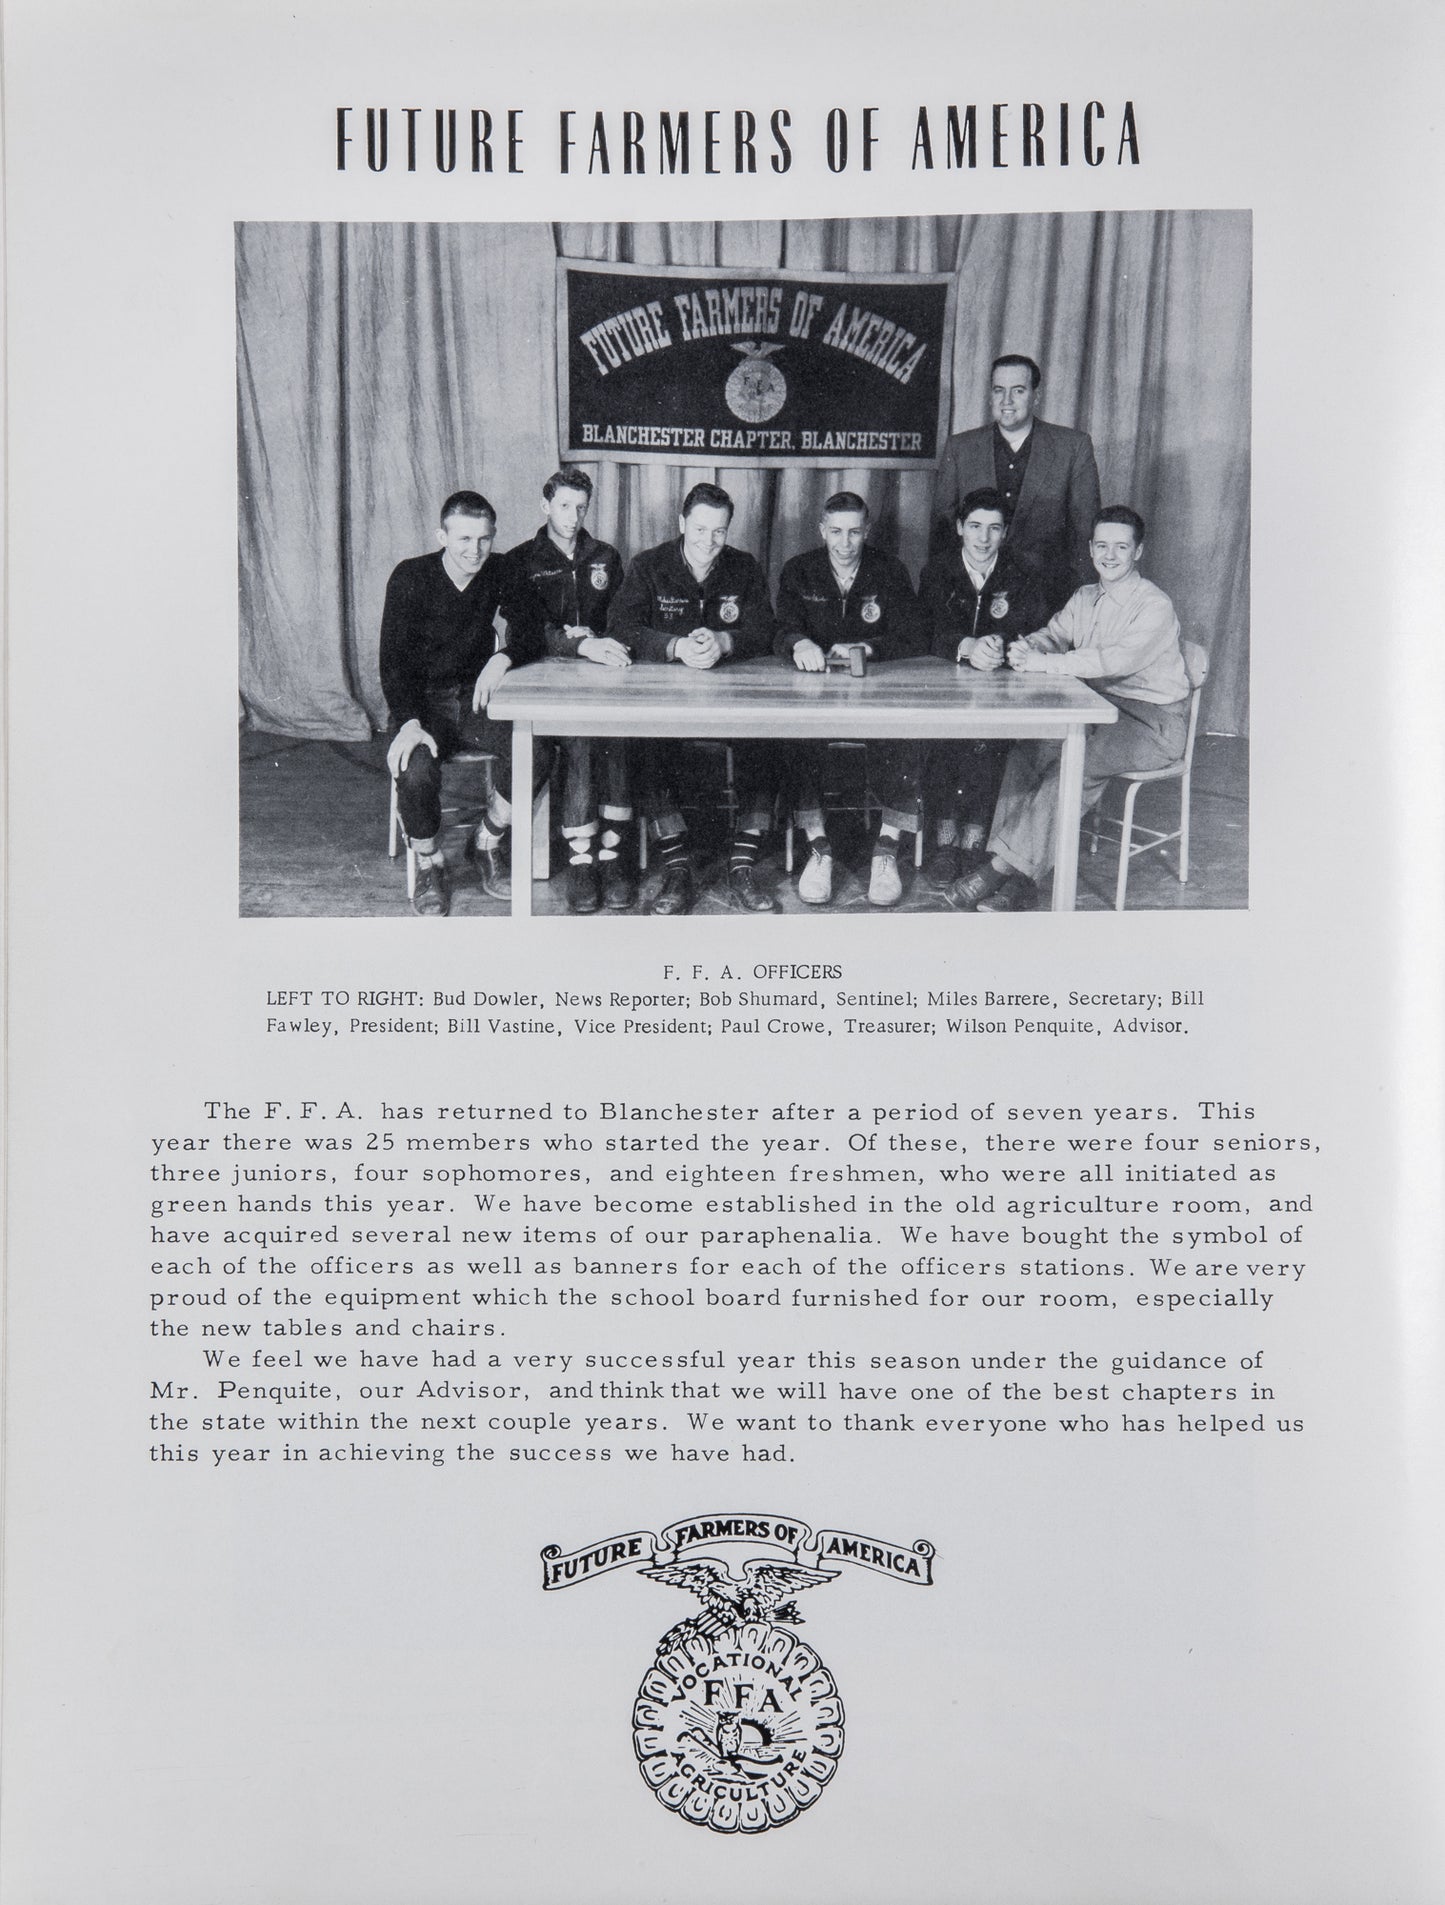 FUTURE FARMERS OF AMERICA
FUTURE FARMERS OF AMERICA
F F A
BLANCHESTER CHAPTER, BLANCHESTER
F. F. A. OFFICERS
LEFT TO RIGHT: Bud Dowler, News Reporter; Bob Shumard, Sentinel; Miles Barrere, Secretary; Bill
Fawley, President; Bill Vastine, Vice President; Paul Crowe, Treasurer; Wilson Penquite, Advisor.
The F. F. A. has returned to Blanchester after a period of seven years. This
year there was 25 members who started the year. Of these, there were four seniors,
three juniors, four sophomores, and eighteen freshmen, who were all initiated as
green hands this year. We have become established in the old agriculture room, and
have acquired several new items of our paraphenalia. We have bought the symbol of
each of the officers as well as banners for each of the officers stations. We are very
proud of the equipment which the school board furnished for our room, especially
the new tables and chairs.
We feel we have had a very successful year this season under the guidance of
Mr. Penquite, our Advisor, and think that we will have one of the best chapters in
the state within the next couple years. We want to thank everyone who has helped us
this year in achieving the success we have had.
FUTURE FARMERS OF AMERICA
VOCATIONAL
FFA
AGRICULTURE